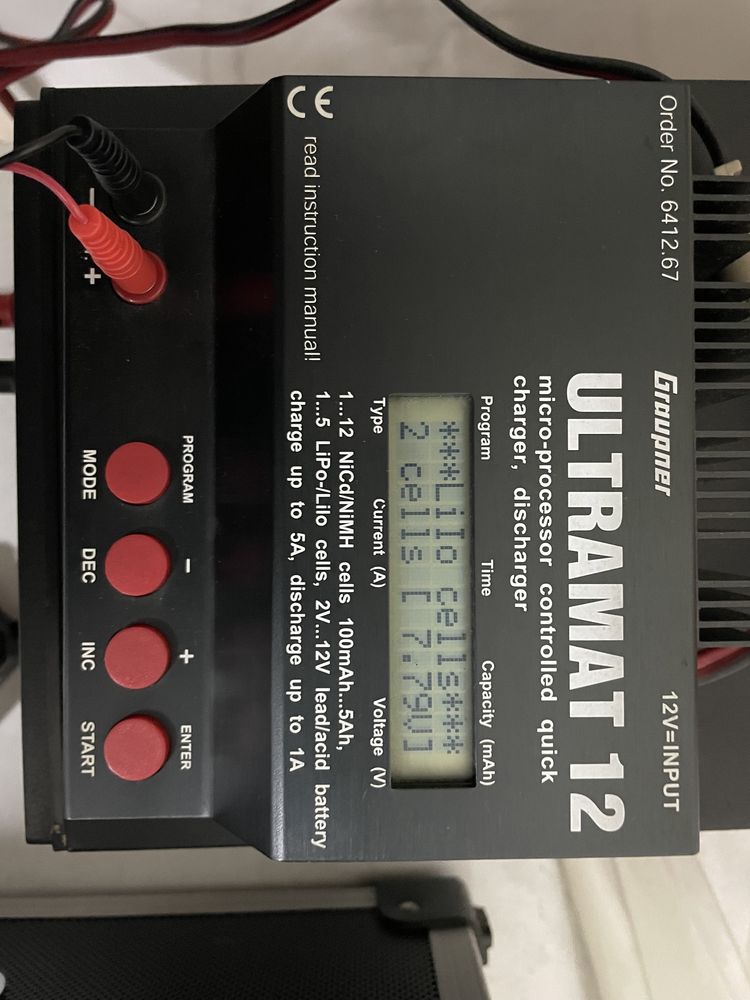 Order No. 6412.67
12V=INPUT
Graupner
ULTRAMAT 12
micro-processor controlled quick
charger, discharger
Program Time Capacity (mAh)
***LiIo cells***
2 cells [ 7.79V]
Type Current (A) Voltage (V)
1...12 NiCd/NiMH cells 100mAh...5Ah,
1...5 LiPo-/LiIo cells, 2V...12V lead/acid battery
charge up to 5A, discharge up to 1A
CE read instruction manual!
PROGRAM - + ENTER
MODE DEC INC START
- +